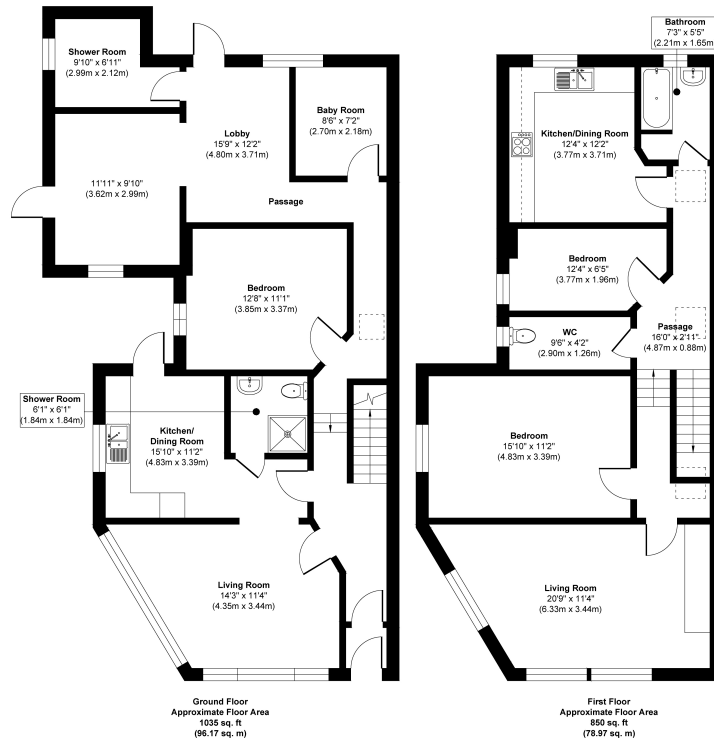 Shower Room
9'10" x 6'11"
(2.99m x 2.12m)
Lobby
15'9" x 12'2"
(4.80m x 3.71m)
Baby Room
8'6" x 7'2"
(2.70m x 2.18m)
11'11" x 9'10"
(3.62m x 2.99m)
Passage
Bedroom
12'8" x 11'1"
(3.85m x 3.37m)
Shower Room
6'1" x 6'1"
(1.84m x 1.84m)
Kitchen/
Dining Room
15'10" x 11'2"
(4.83m x 3.39m)
Living Room
14'3" x 11'4"
(4.35m x 3.44m)
Ground Floor
Approximate Floor Area
1035 sq. ft
(96.17 sq. m)
Bathroom
7'3" x 5'5"
(2.21m x 1.65m)
Kitchen/Dining Room
12'4" x 12'2"
(3.77m x 3.71m)
Bedroom
12'4" x 6'5"
(3.77m x 1.96m)
WC
9'6" x 4'2"
(2.90m x 1.26m)
Passage
16'0" x 2'11"
(4.87m x 0.88m)
Bedroom
15'10" x 11'2"
(4.83m x 3.39m)
Living Room
20'9" x 11'4"
(6.33m x 3.44m)
First Floor
Approximate Floor Area
850 sq. ft
(78.97 sq. m)